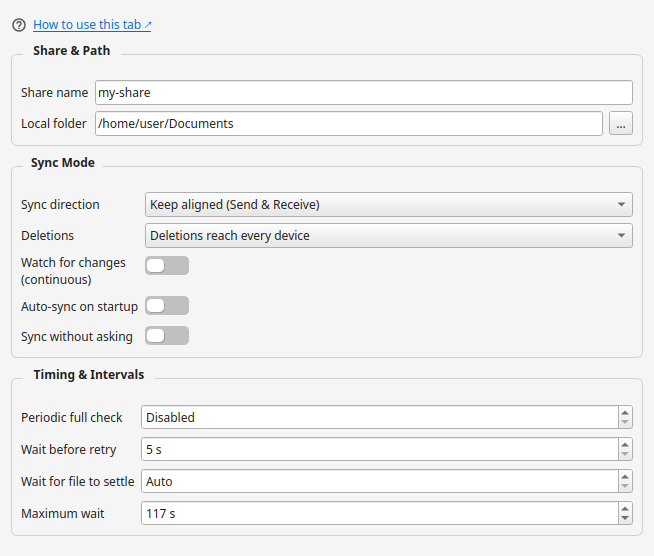 How to use this tab ↗
Share & Path
Share name my-share
Local folder /home/user/Documents ...
Sync Mode
Sync direction Keep aligned (Send & Receive)
Deletions Deletions reach every device
Watch for changes
(continuous)
Auto-sync on startup
Sync without asking
Timing & Intervals
Periodic full check Disabled
Wait before retry 5 s
Wait for file to settle Auto
Maximum wait 117 s